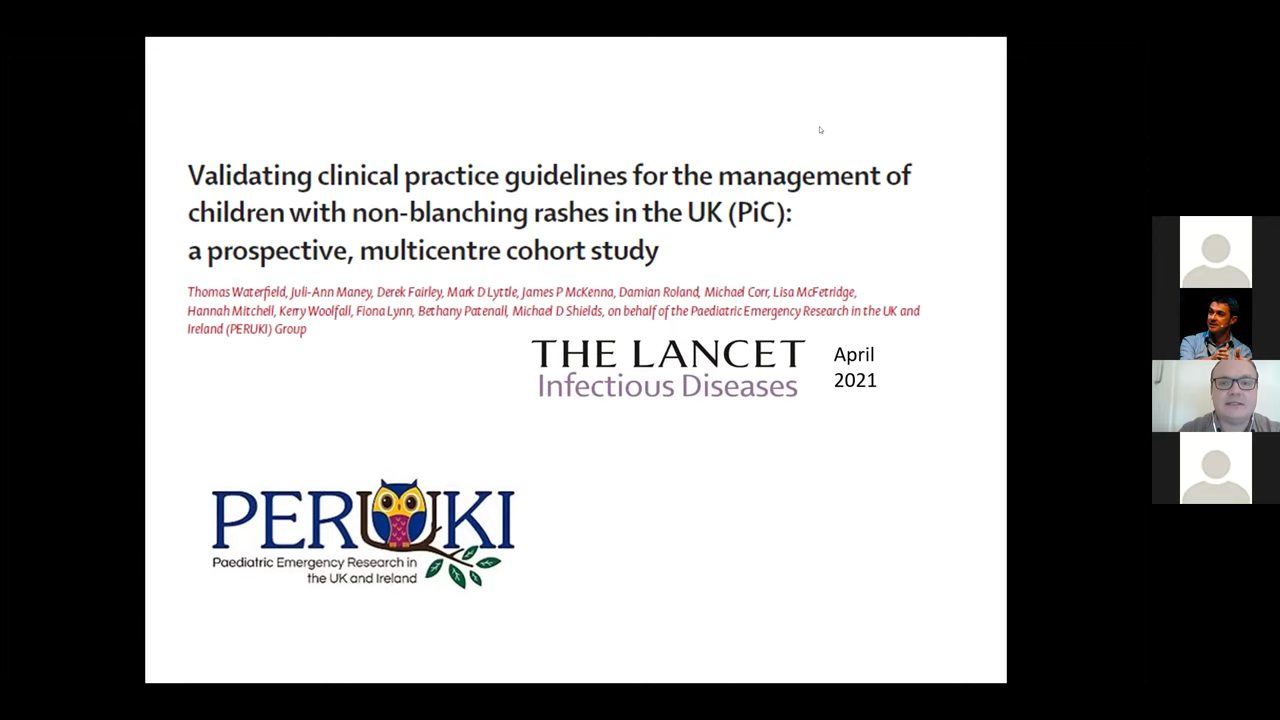 Validating clinical practice guidelines for the management of
children with non-blanching rashes in the UK (PiC):
a prospective, multicentre cohort study
Thomas Waterfield, Juli-Ann Maney, Derek Fairley, Mark D Lyttle, James P McKenna, Damian Roland, Michael Corr, Lisa McFetridge,
Hannah Mitchell, Kerry Woolfall, Fiona Lynn, Bethany Patenall, Michael D Shields, on behalf of the Paediatric Emergency Research in the UK and
Ireland (PERUKI) Group
THE LANCET
Infectious Diseases
April
2021
PERUKI
Paediatric Emergency Research in
the UK and Ireland